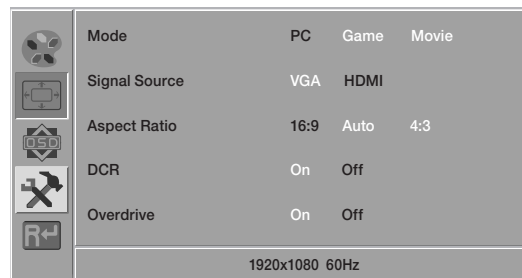 Mode PC Game Movie
Signal Source VGA HDMI
Aspect Ratio 16:9 Auto 4:3
OSD
DCR On Off
Overdrive On Off
R
1920x1080 60Hz